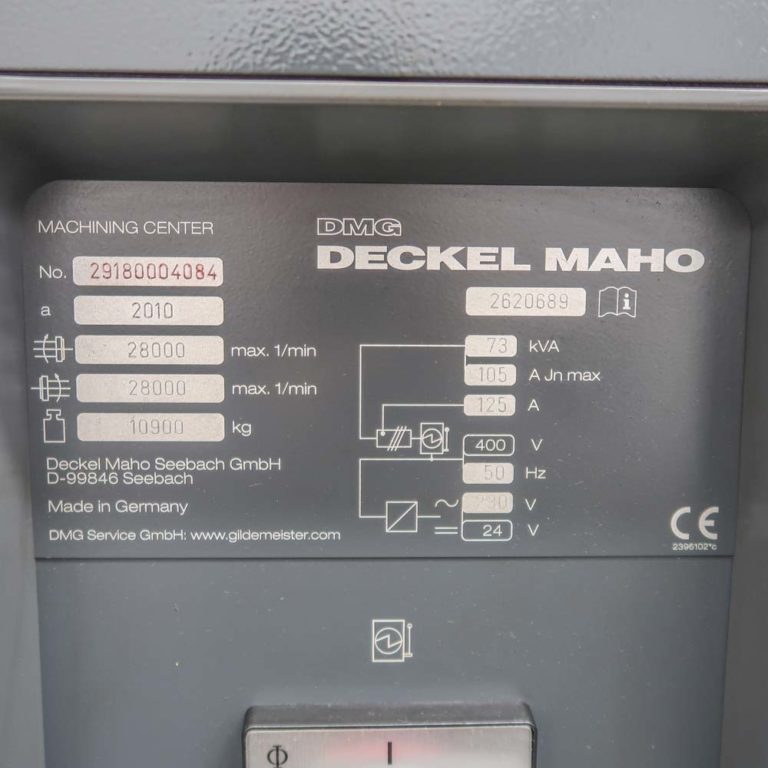 MACHINING CENTER
DMG
DECKEL MAHO
No. 29180004084
a 2010
2620689
28000 max. 1/min
28000 max. 1/min
10900 kg
73 kVA
105 A Jn max
125 A
400 V
50 Hz
~ 230 V
= 24 V
Deckel Maho Seebach GmbH
D-99846 Seebach
Made in Germany
DMG Service GmbH: www.gildemeister.com
CE
2396102*c
I